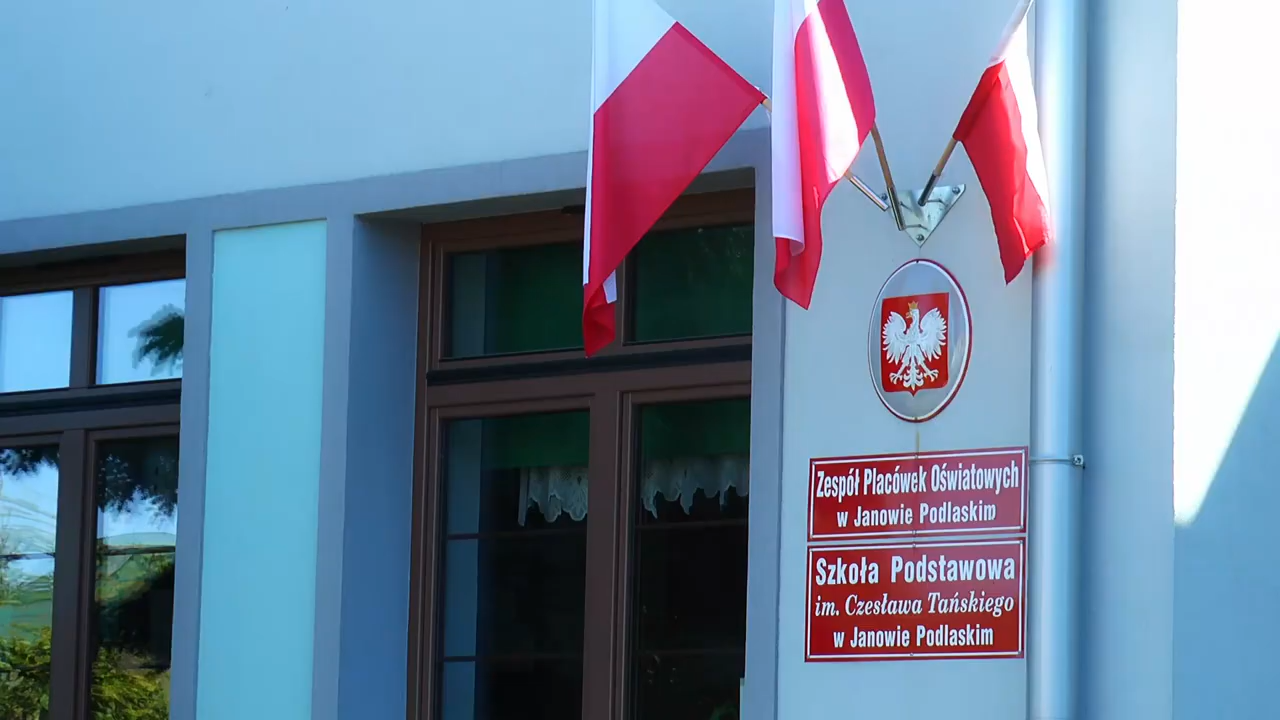 Zespół Placówek Oświatowych
w Janowie Podlaskim
Szkoła Podstawowa
im. Czesława Tańskiego
w Janowie Podlaskim